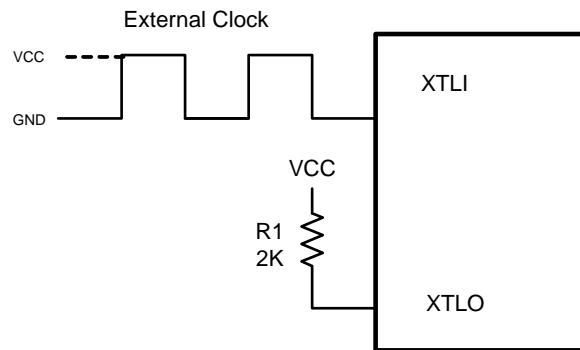 External Clock
VCC
GND
XTLI
VCC
R1
2K
XTLO